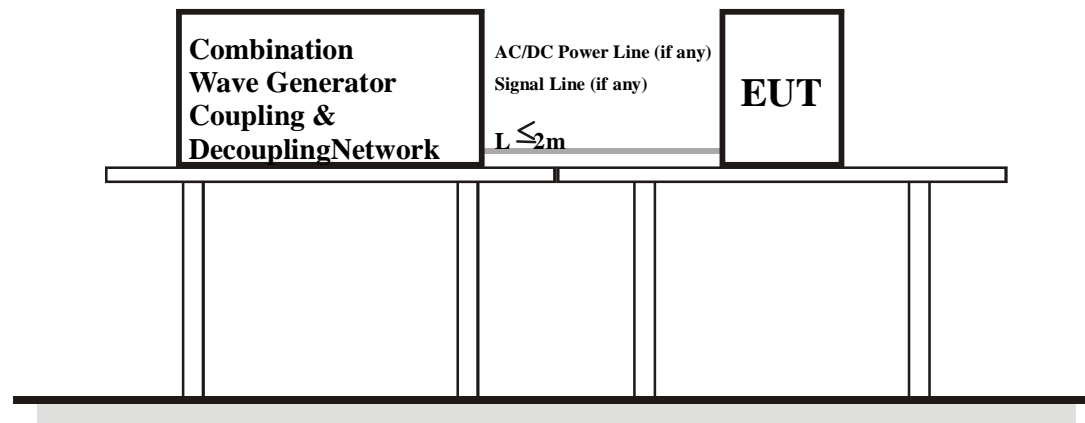 Combination
Wave Generator
Coupling &
DecouplingNetwork
AC/DC Power Line (if any)
Signal Line (if any)
L ≤2m
EUT